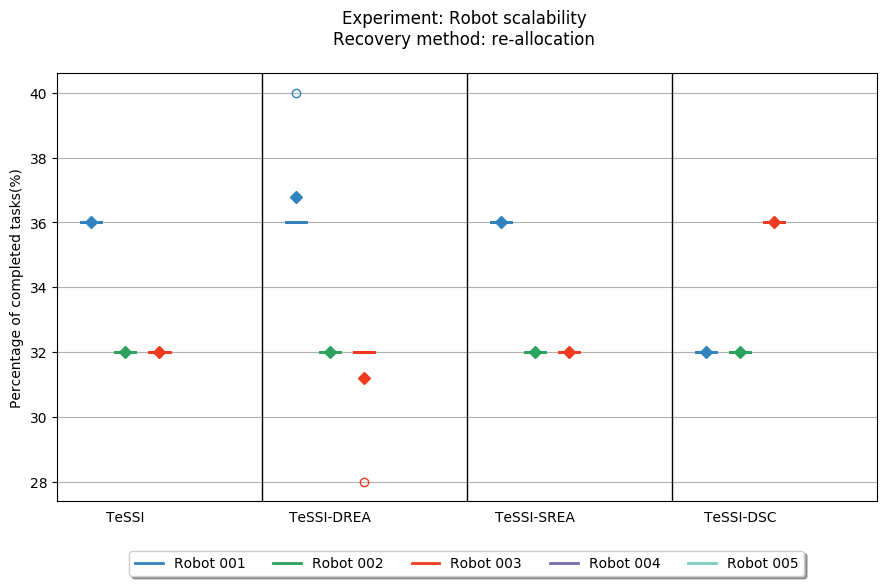 Experiment: Robot scalability
Recovery method: re-allocation
Percentage of completed tasks(%)
40
38
36
34
32
30
28
TeSSI
TeSSI-DREA
TeSSI-SREA
TeSSI-DSC
Robot 001
Robot 002
Robot 003
Robot 004
Robot 005